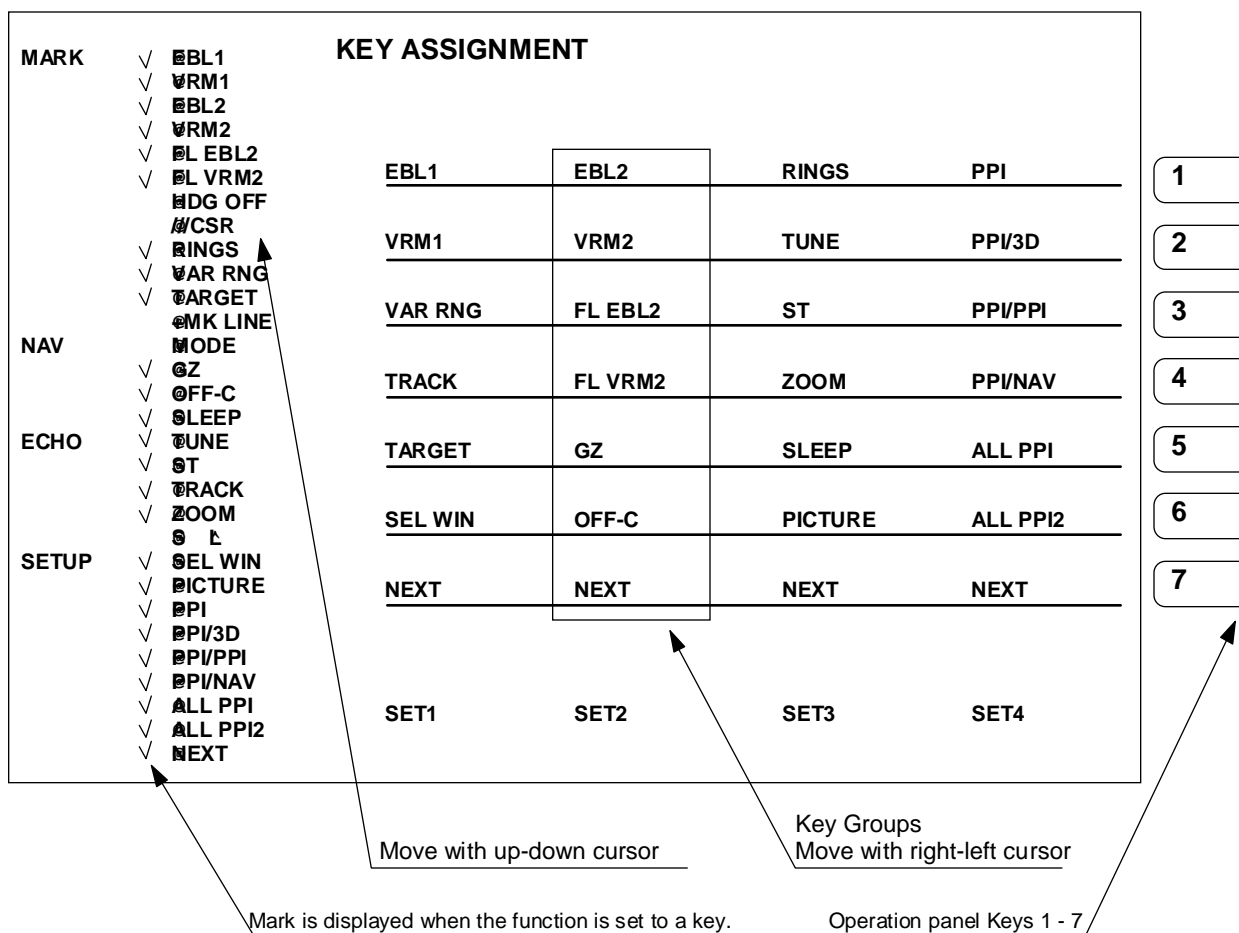 KEY ASSIGNMENT
MARK √ EBL1
√ VRM1
√ EBL2
√ VRM2
√ FL EBL2
√ FL VRM2
HDG OFF
//CSR
√ RINGS
√ VAR RNG
√ TARGET
+MK LINE
NAV MODE
√ GZ
√ OFF-C
√ SLEEP
ECHO √ TUNE
√ ST
√ TRACK
√ ZOOM
SETUP √ SEL WIN
√ PICTURE
√ PPI
√ PPI/3D
√ PPI/PPI
√ PPI/NAV
√ ALL PPI
√ ALL PPI2
√ NEXT
EBL1 EBL2 RINGS PPI 1
VRM1 VRM2 TUNE PPI/3D 2
VAR RNG FL EBL2 ST PPI/PPI 3
TRACK FL VRM2 ZOOM PPI/NAV 4
TARGET GZ SLEEP ALL PPI 5
SEL WIN OFF-C PICTURE ALL PPI2 6
NEXT NEXT NEXT NEXT 7
SET1 SET2 SET3 SET4
Move with up-down cursor
Key Groups
Move with right-left cursor
Mark is displayed when the function is set to a key.
Operation panel Keys 1 - 7